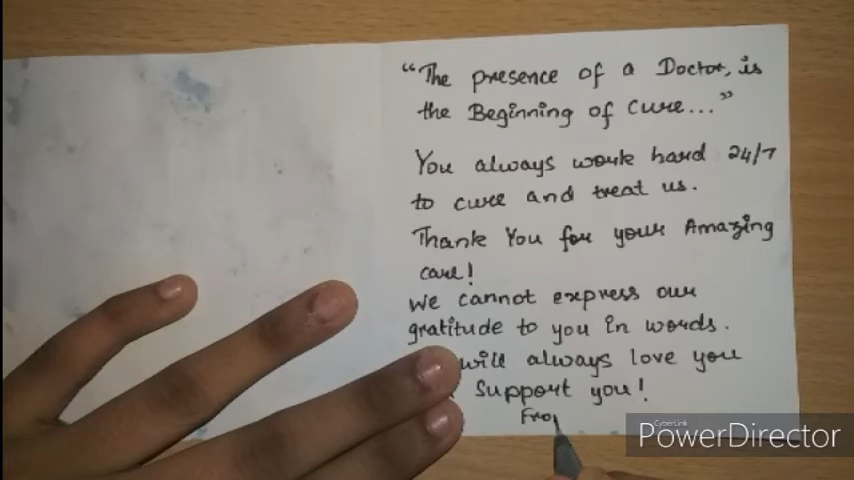 “The presence of a Doctor, is
the Beginning of Cure...”
You always work hard 24/7
to cure and treat us.
Thank You for your Amazing
care!
We cannot express our
gratitude to you in words.
will always love you
Support you!
Fro
CyberLink
PowerDirector